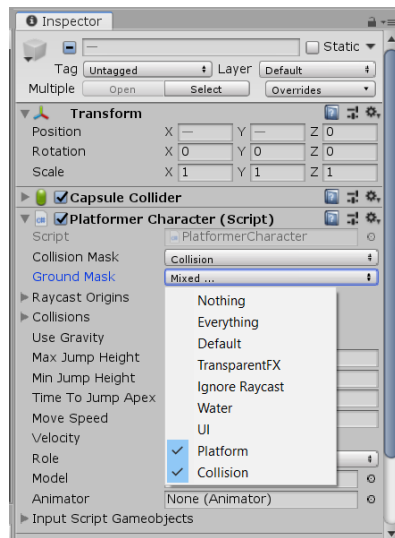 Inspector
—
Static
Tag Untagged Layer Default
Multiple Open Select Overrides
Transform
Position X — Y — Z 0
Rotation X 0 Y 0 Z 0
Scale X 1 Y 1 Z 1
Capsule Collider
Platformer Character (Script)
Script PlatformerCharacter
Collision Mask Collision
Ground Mask Mixed ...
Raycast Origins
Collisions
Use Gravity
Max Jump Height
Min Jump Height
Time To Jump Apex
Move Speed
Velocity
Role
Model
Animator None (Animator)
Input Script Gameobjects
Nothing
Everything
Default
TransparentFX
Ignore Raycast
Water
UI
Platform
Collision